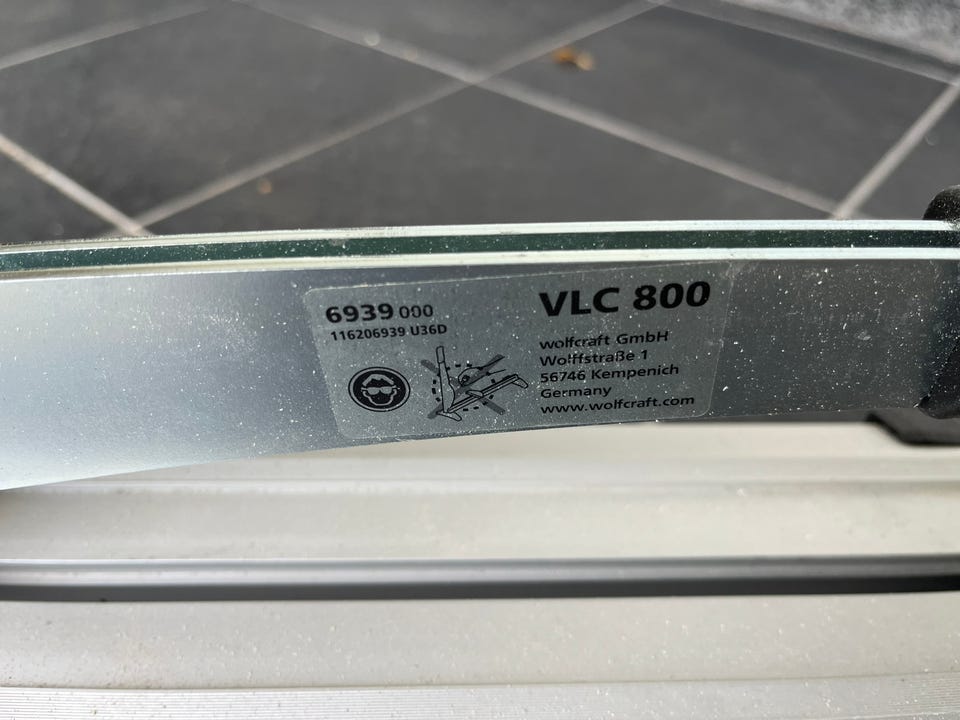 6939 000
116206939 U36D
VLC 800
wolfcraft GmbH
Wolffstraße 1
56746 Kempenich
Germany
www.wolfcraft.com